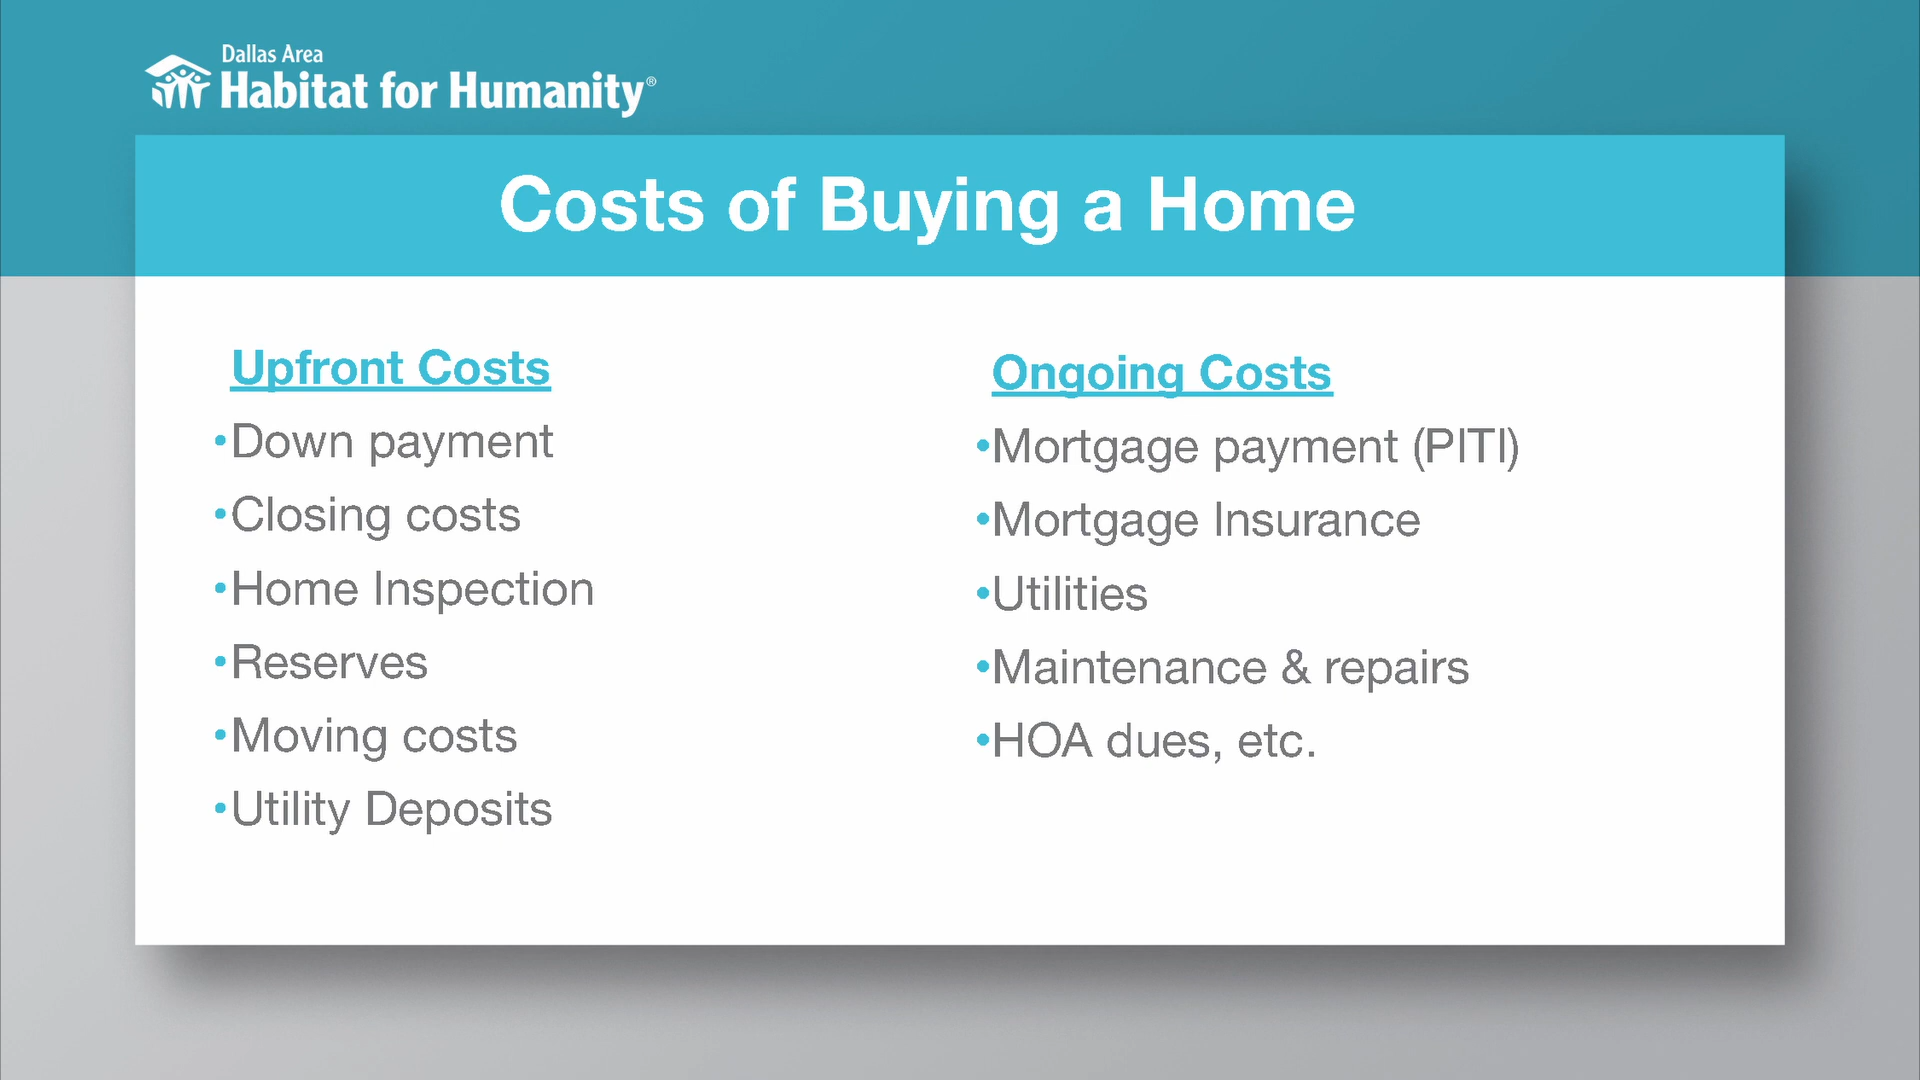 Dallas Area
Habitat for Humanity®
Costs of Buying a Home
Upfront Costs
•Down payment
•Closing costs
•Home Inspection
•Reserves
•Moving costs
•Utility Deposits
Ongoing Costs
•Mortgage payment (PITI)
•Mortgage Insurance
•Utilities
•Maintenance & repairs
•HOA dues, etc.